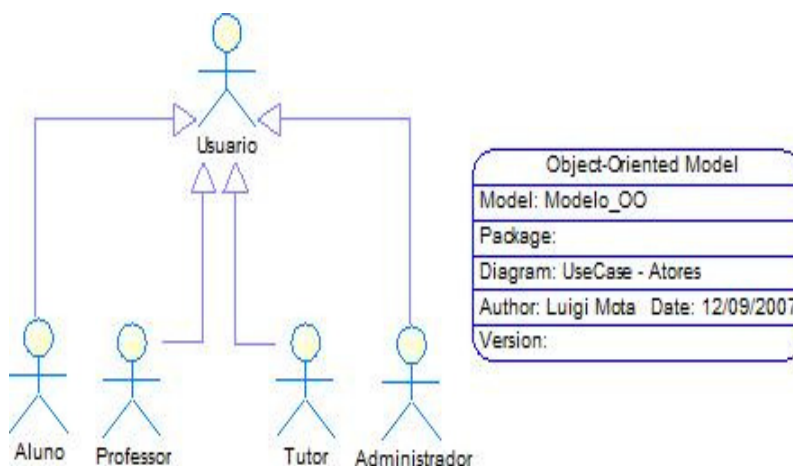 Usuario
Object-Oriented Model
Model: Modelo_OO
Package:
Diagram: UseCase - Atores
Author: Luigi Mota Date: 12/09/2007
Version:
Aluno
Professor
Tutor
Administrador